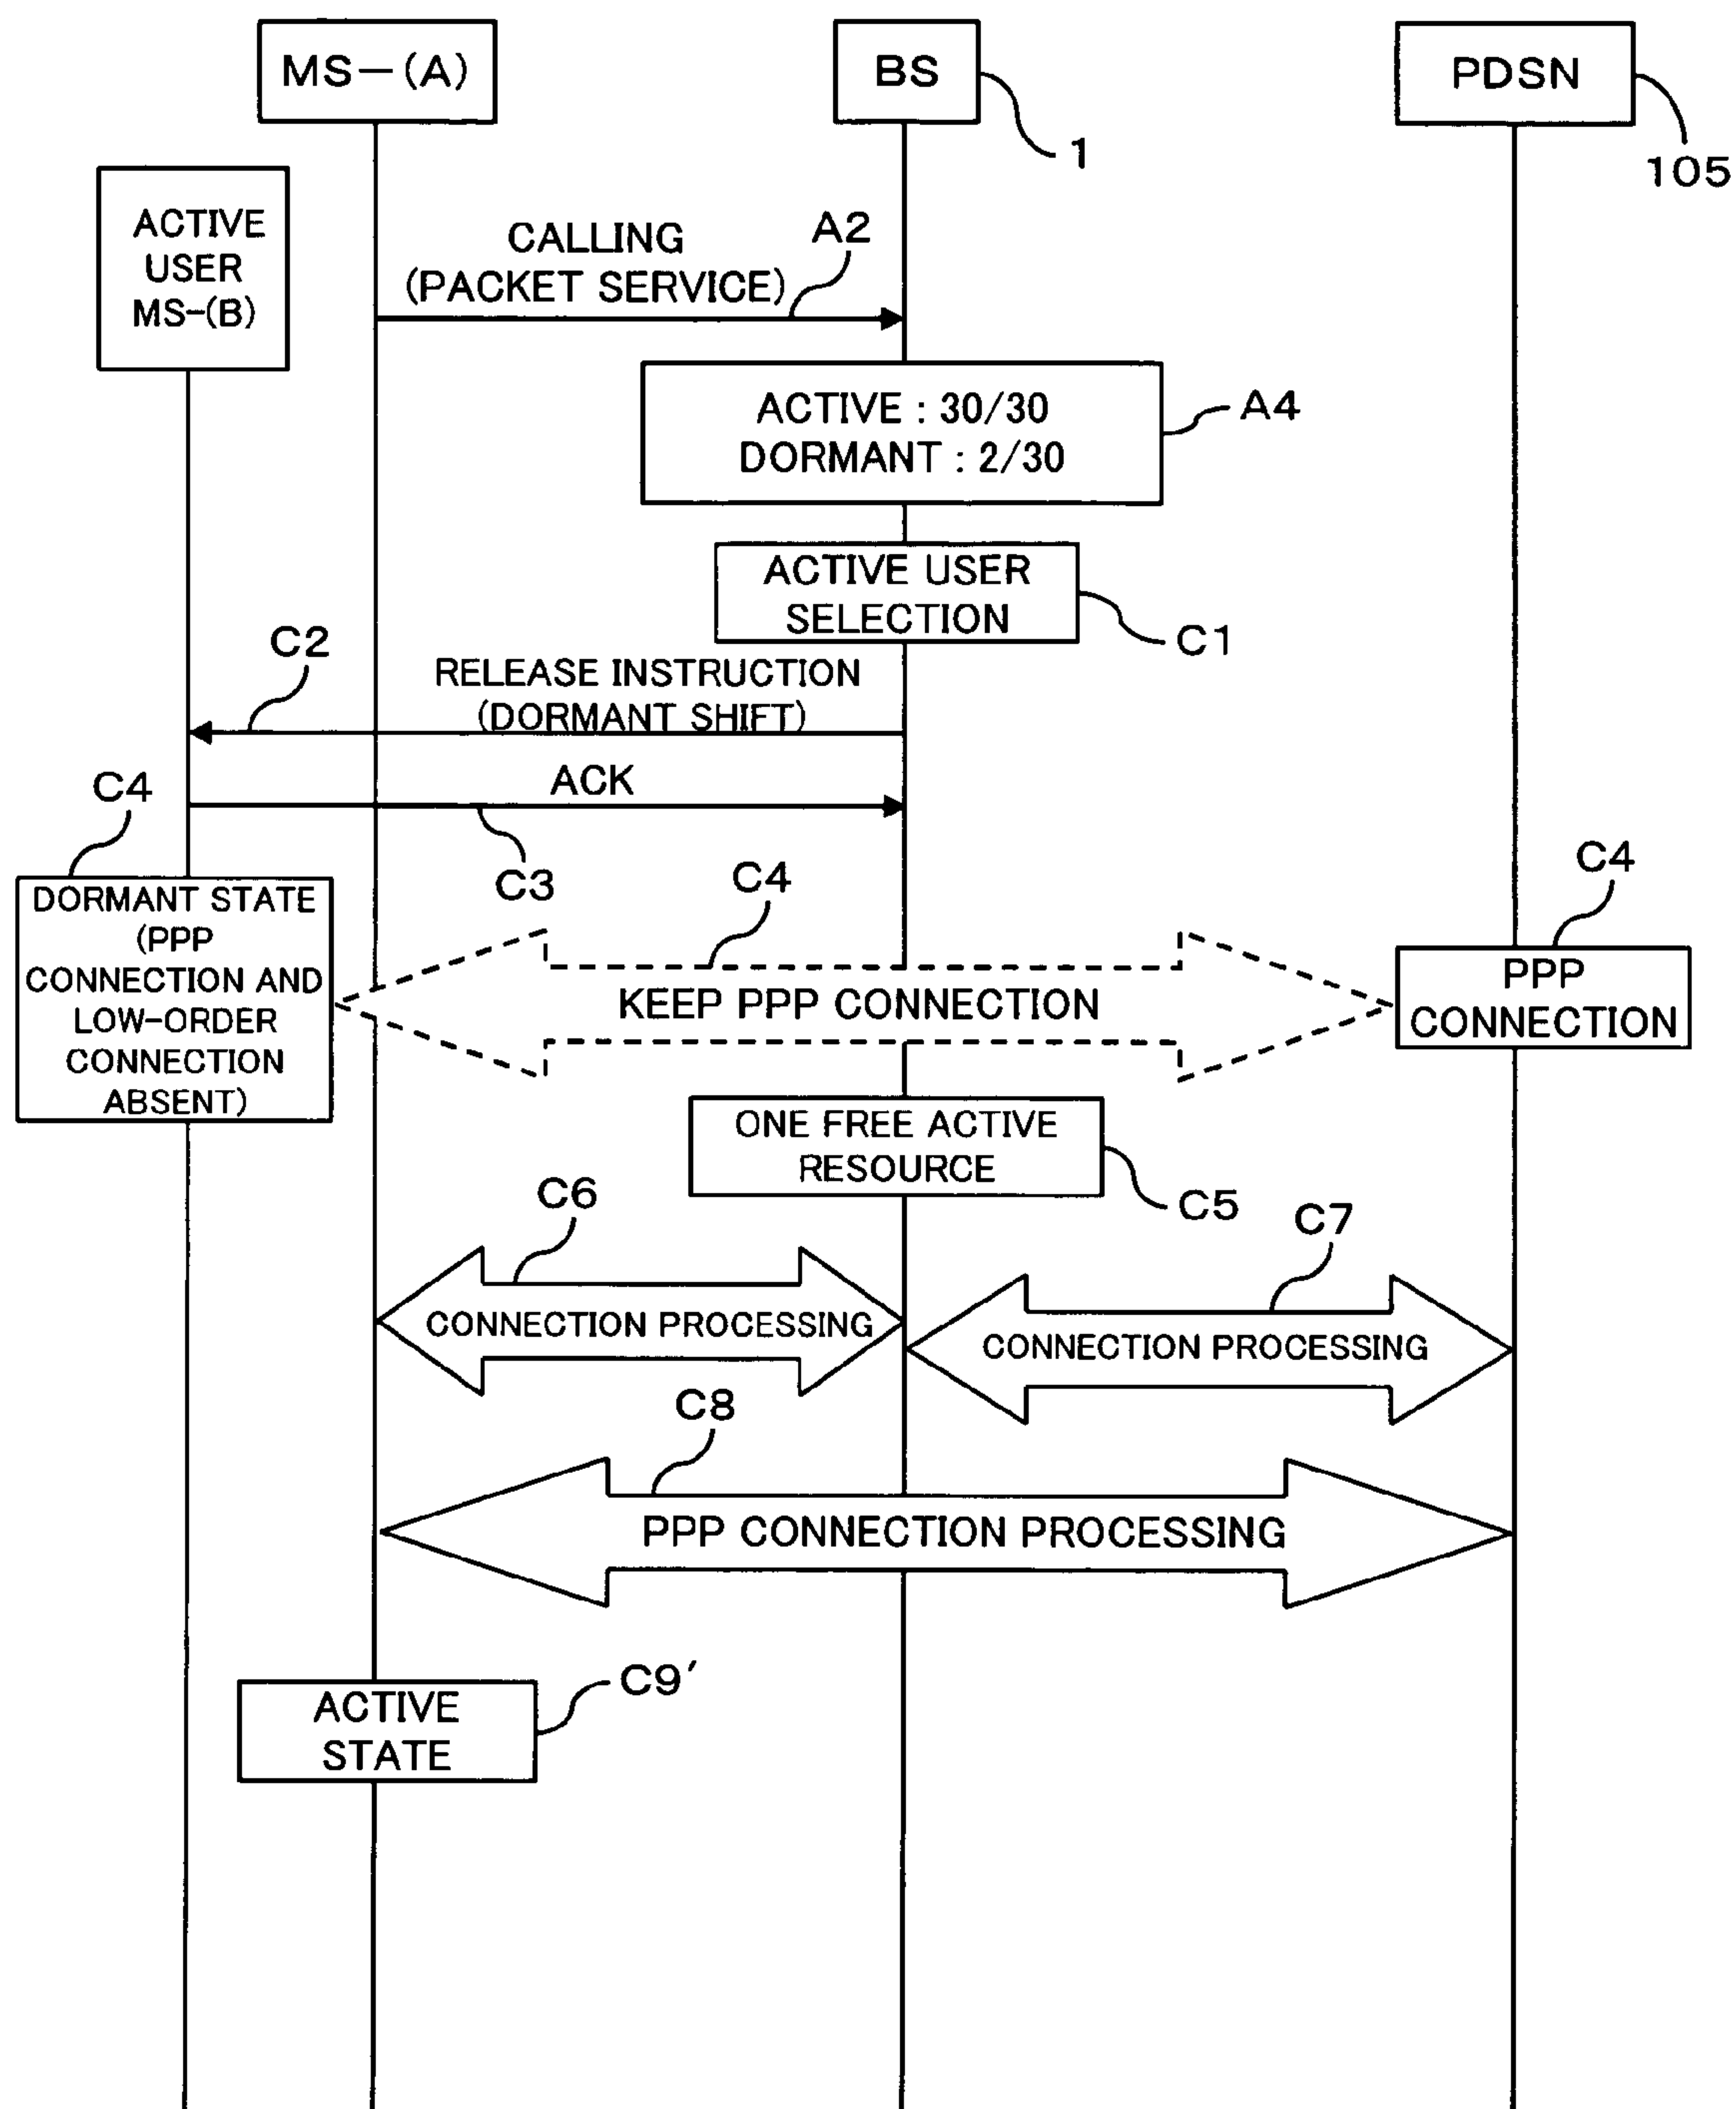 MS-(A)
BS
PDSN
1
105
ACTIVE
USER
MS-(B)
CALLING
(PACKET SERVICE)
A2
ACTIVE : 30/30
DORMANT : 2/30
A4
ACTIVE USER
SELECTION
C1
C2
RELEASE INSTRUCTION
(DORMANT SHIFT)
ACK
C3
C4
DORMANT STATE
(PPP
CONNECTION AND
LOW-ORDER
CONNECTION
ABSENT)
C4
KEEP PPP CONNECTION
C4
PPP
CONNECTION
ONE FREE ACTIVE
RESOURCE
C5
C6
CONNECTION PROCESSING
C7
CONNECTION PROCESSING
C8
PPP CONNECTION PROCESSING
ACTIVE
STATE
C9′